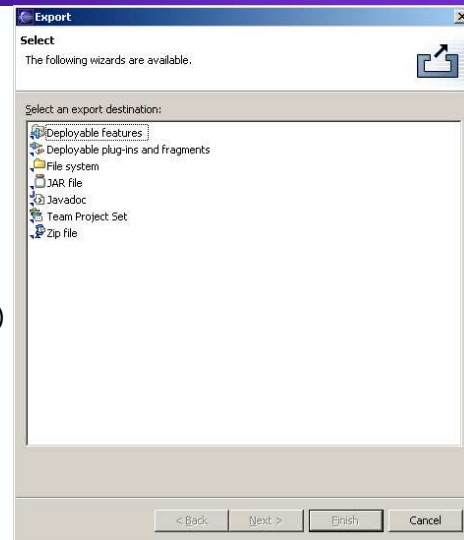 Export
Select
The following wizards are available.
Select an export destination:
Deployable features
Deployable plug-ins and fragments
File system
JAR file
Javadoc
Team Project Set
Zip file
)
< Back
Next >
Finish
Cancel